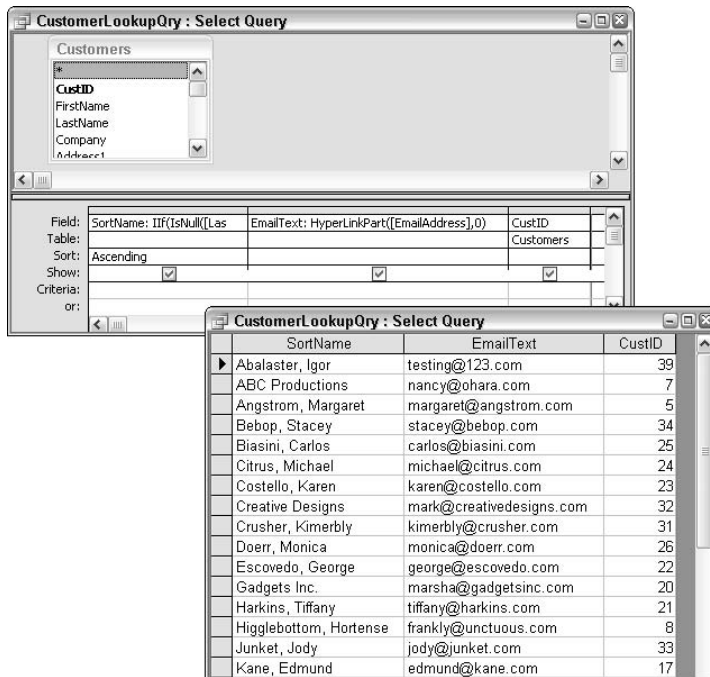 CustomerLookupQry : Select Query
Customers
*
CustID
FirstName
LastName
Company
Address1
Field: SortName: IIf(IsNull([Las EmailText: HyperLinkPart([EmailAddress],0) CustID
Table: Customers
Sort: Ascending
Show:
Criteria:
or:
CustomerLookupQry : Select Query
SortName EmailText CustID
Abalaster, Igor testing@123.com 39
ABC Productions nancy@ohara.com 7
Angstrom, Margaret margaret@angstrom.com 5
Bebop, Stacey stacey@bebop.com 34
Biasini, Carlos carlos@biasini.com 25
Citrus, Michael michael@citrus.com 24
Costello, Karen karen@costello.com 23
Creative Designs mark@creativedesigns.com 32
Crusher, Kimerbly kimerbly@crusher.com 31
Doerr, Monica monica@doerr.com 26
Escovedo, George george@escovedo.com 22
Gadgets Inc. marsha@gadgetsinc.com 20
Harkins, Tiffany tiffany@harkins.com 21
Higglebottom, Hortense frankly@unctuous.com 8
Junket, Jody jody@junket.com 33
Kane, Edmund edmund@kane.com 17